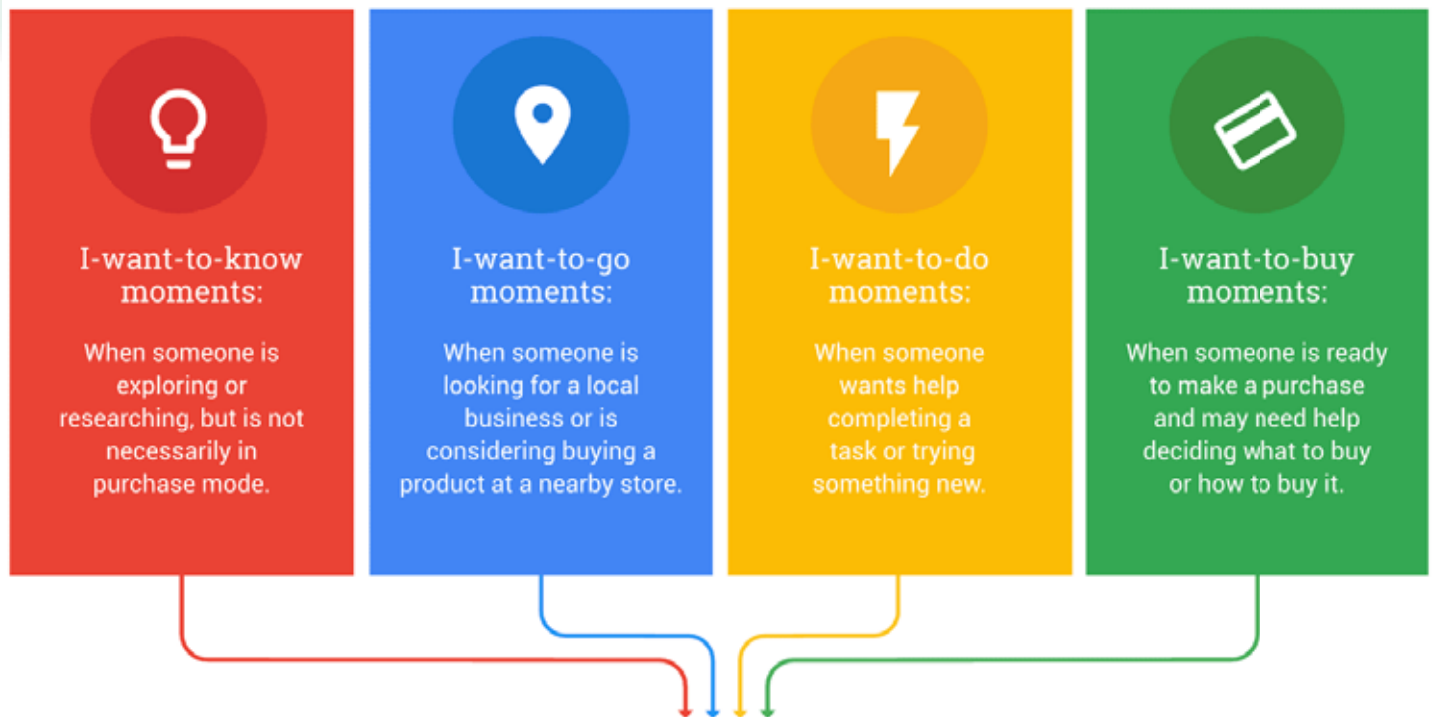 I-want-to-know
moments:
When someone is
exploring or
researching, but is not
necessarily in
purchase mode.
I-want-to-go
moments:
When someone is
looking for a local
business or is
considering buying a
product at a nearby store.
I-want-to-do
moments:
When someone
wants help
completing a
task or trying
something new.
I-want-to-buy
moments:
When someone is ready
to make a purchase
and may need help
deciding what to buy
or how to buy it.